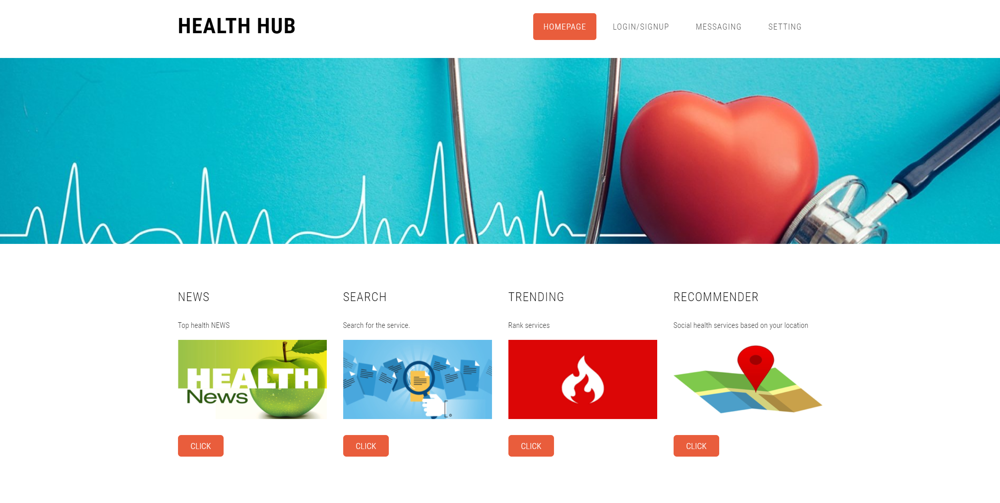 HEALTH HUB
HOMEPAGE LOGIN/SIGNUP MESSAGING SETTING
NEWS
Top health NEWS
HEALTH
News
CLICK
SEARCH
Search for the service.
CLICK
TRENDING
Rank services
CLICK
RECOMMENDER
Social health services based on your location
CLICK